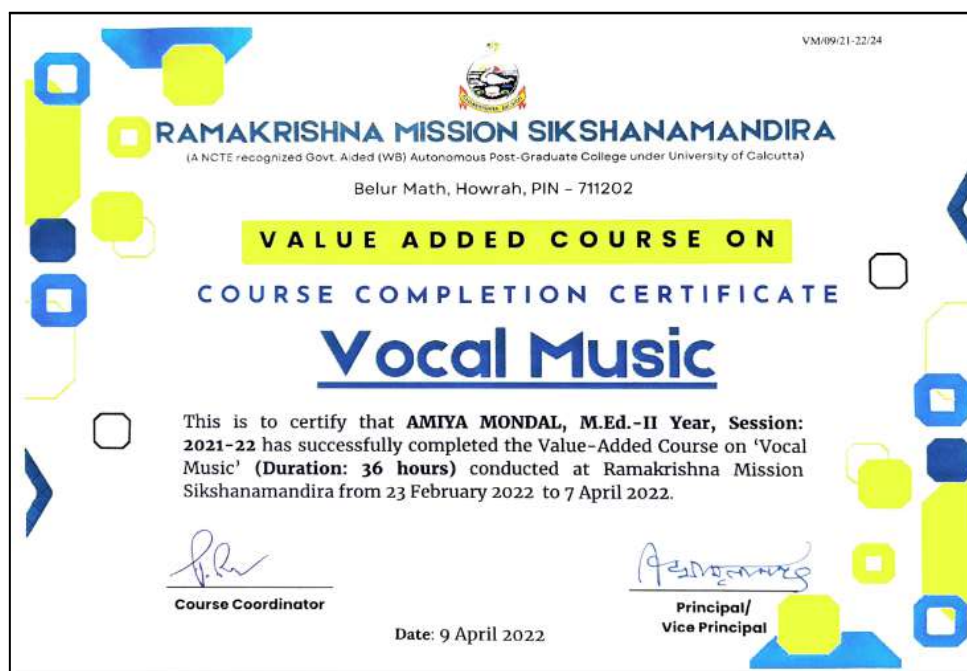 VM/09/21-22/24
RAMAKRISHNA MISSION SIKSHANAMANDIRA
(A NCTE recognized Govt. Aided (WB) Autonomous Post-Graduate College under University of Calcutta)
Belur Math, Howrah, PIN – 711202
VALUE ADDED COURSE ON
COURSE COMPLETION CERTIFICATE
Vocal Music
This is to certify that AMIYA MONDAL, M.Ed.-II Year, Session:
2021-22 has successfully completed the Value-Added Course on ‘Vocal
Music’ (Duration: 36 hours) conducted at Ramakrishna Mission
Sikshanamandira from 23 February 2022 to 7 April 2022.
Course Coordinator
Principal/
Vice Principal
Date: 9 April 2022